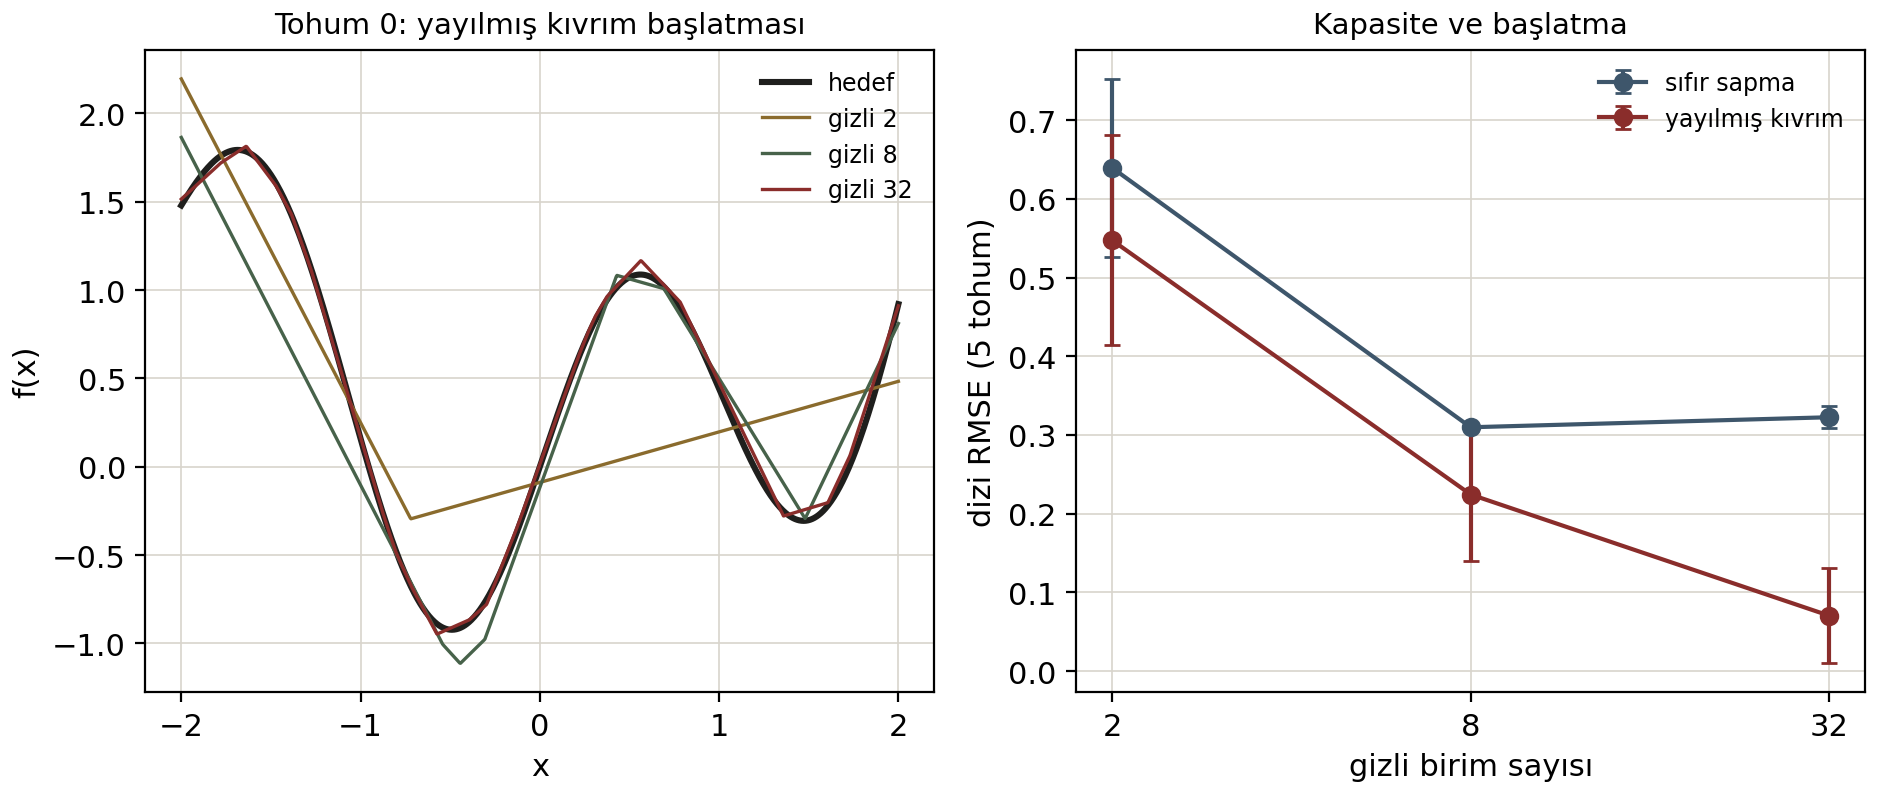 Tohum 0: yayılmış kıvrım başlatması
hedef
gizli 2
gizli 8
gizli 32
f(x)
2.0
1.5
1.0
0.5
0.0
−0.5
−1.0
−2
−1
0
1
2
x
Kapasite ve başlatma
sıfır sapma
yayılmış kıvrım
dizi RMSE (5 tohum)
0.7
0.6
0.5
0.4
0.3
0.2
0.1
0.0
2
8
32
gizli birim sayısı